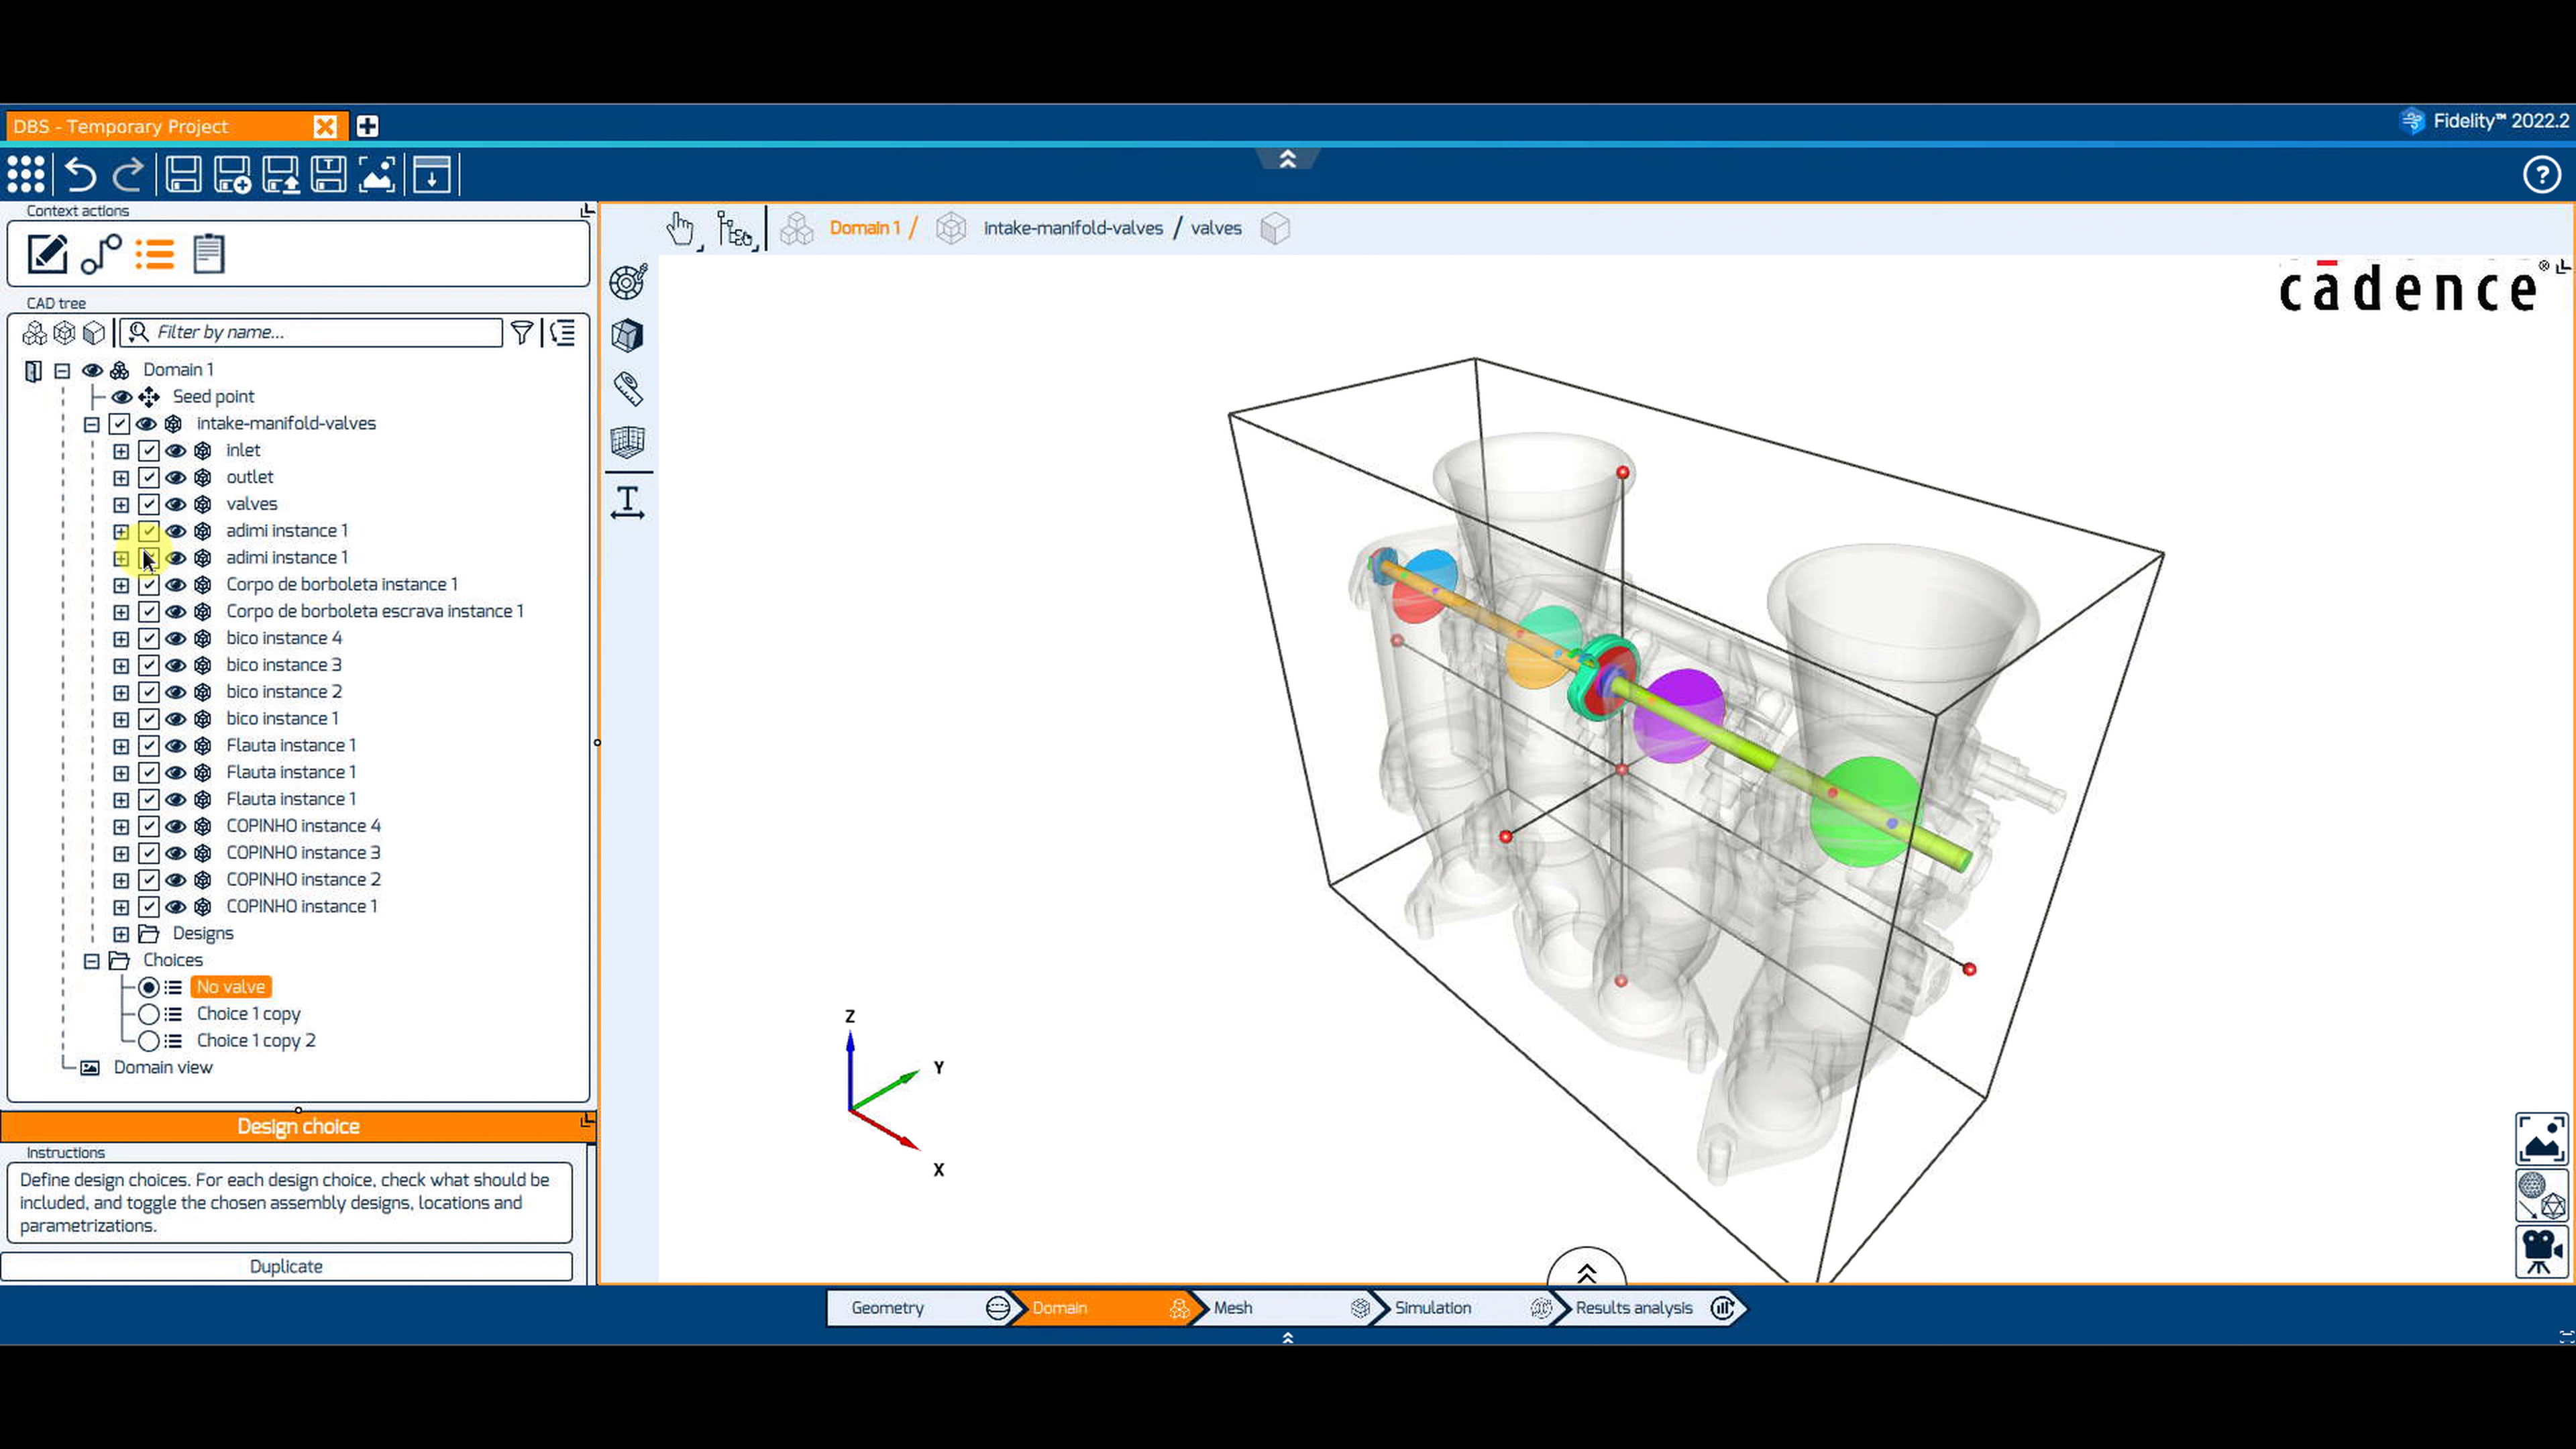 DBS - Temporary Project
Fidelity™ 2022.2
Context actions
CAD tree
Filter by name...
Domain 1
Seed point
intake-manifold-valves
inlet
outlet
valves
adimi instance 1
adimi instance 1
Corpo de borboleta instance 1
Corpo de borboleta escrava instance 1
bico instance 4
bico instance 3
bico instance 2
bico instance 1
Flauta instance 1
Flauta instance 1
Flauta instance 1
COPINHO instance 4
COPINHO instance 3
COPINHO instance 2
COPINHO instance 1
Designs
Choices
No valve
Choice 1 copy
Choice 1 copy 2
Domain view
Design choice
Instructions
Define design choices. For each design choice, check what should be
included, and toggle the chosen assembly designs, locations and
parametrizations.
Duplicate
Domain 1 / intake-manifold-valves / valves
cādence®
Z
Y
X
Geometry
Domain
Mesh
Simulation
Results analysis